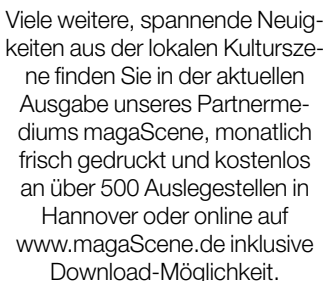 Viele weitere, spannende Neuig-
keiten aus der lokalen Kultursze-
ne finden Sie in der aktuellen
Ausgabe unseres Partnerme-
diums magaScene, monatlich
frisch gedruckt und kostenlos
an über 500 Auslegestellen in
Hannover oder online auf
www.magaScene.de inklusive
Download-Möglichkeit.